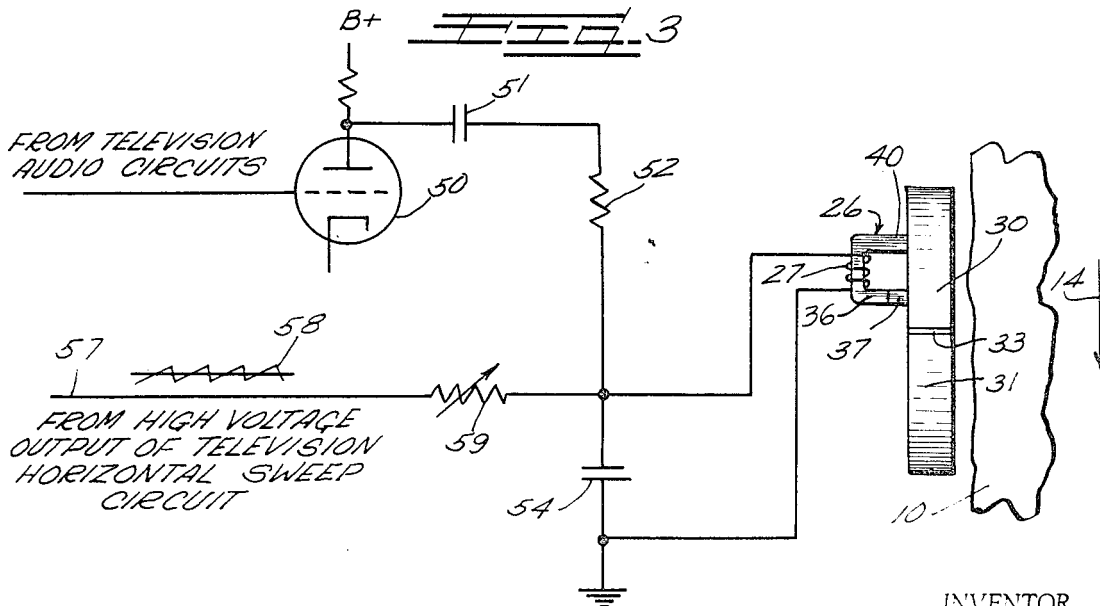 B+
Fig. 3
51
FROM TELEVISION
AUDIO CIRCUITS
50
52
40
26
30
27
14
36
37
33
31
58
57
59
FROM HIGH VOLTAGE
OUTPUT OF TELEVISION
HORIZONTAL SWEEP
CIRCUIT
54
10
INVENTOR